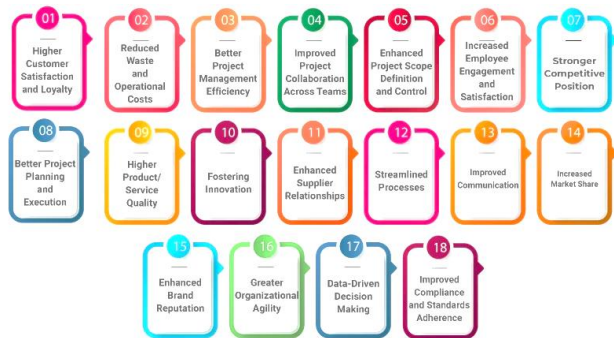 01
Higher
Customer
Satisfaction
and Loyalty
02
Reduced
Waste
and
Operational
Costs
03
Better
Project
Management
Efficiency
04
Improved
Project
Collaboration
Across Teams
05
Enhanced
Project Scope
Definition
and Control
06
Increased
Employee
Engagement
and
Satisfaction
07
Stronger
Competitive
Position
08
Better Project
Planning
and
Execution
09
Higher
Product/
Service
Quality
10
Fostering
Innovation
11
Enhanced
Supplier
Relationships
12
Streamlined
Processes
13
Improved
Communication
14
Increased
Market Share
15
Enhanced
Brand
Reputation
16
Greater
Organizational
Agility
17
Data-Driven
Decision
Making
18
Improved
Compliance
and Standards
Adherence